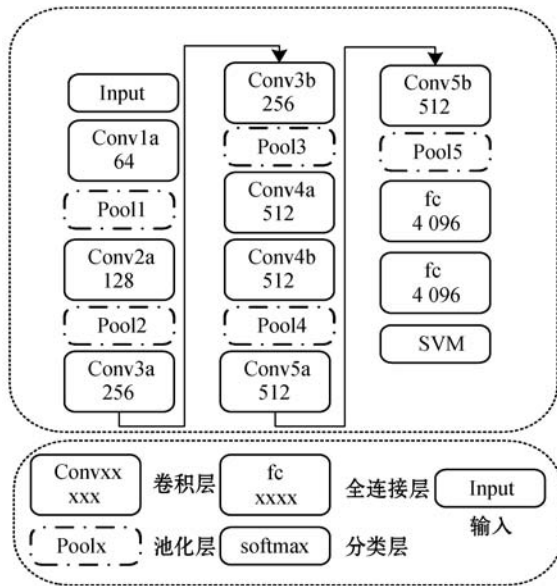 Input
Conv1a
64
Pool1
Conv2a
128
Pool2
Conv3a
256
Conv3b
256
Pool3
Conv4a
512
Conv4b
512
Pool4
Conv5a
512
Conv5b
512
Pool5
fc
4 096
fc
4 096
SVM
Convxx
xxx
卷积层
fc
xxxx
全连接层
Input
输入
Poolx
池化层
softmax
分类层